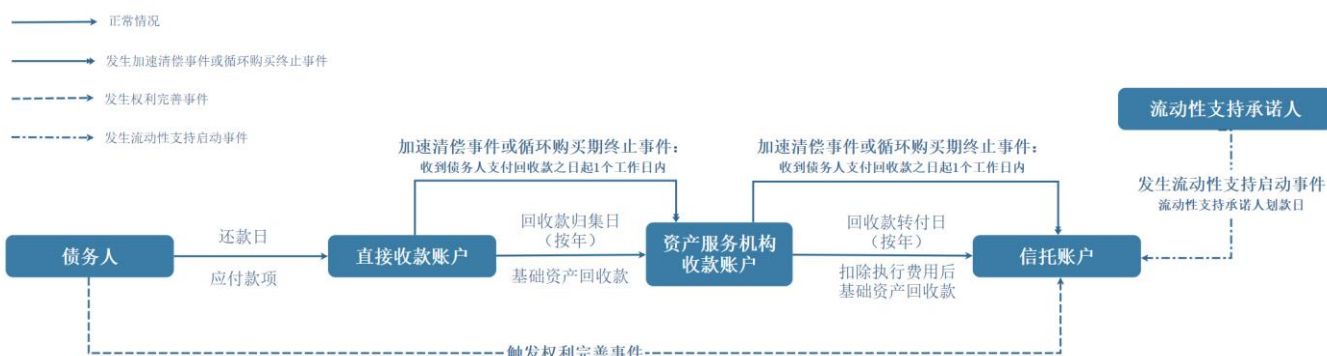 正常情况
发生加速清偿事件或循环购买终止事件
发生权利完善事件
发生流动性支持启动事件
流动性支持承诺人
加速清偿事件或循环购买期终止事件：
收到债务人支付回收款之日起1个工作日内
加速清偿事件或循环购买期终止事件：
收到债务人支付回收款之日起1个工作日内
发生流动性支持启动事件
流动性支持承诺人划款日
债务人
还款日
应付款项
直接收款账户
回收款归集日
（按年）
基础资产回收款
资产服务机构
收款账户
回收款转付日
（按年）
扣除执行费用后
基础资产回收款
信托账户
触发权利完善事件